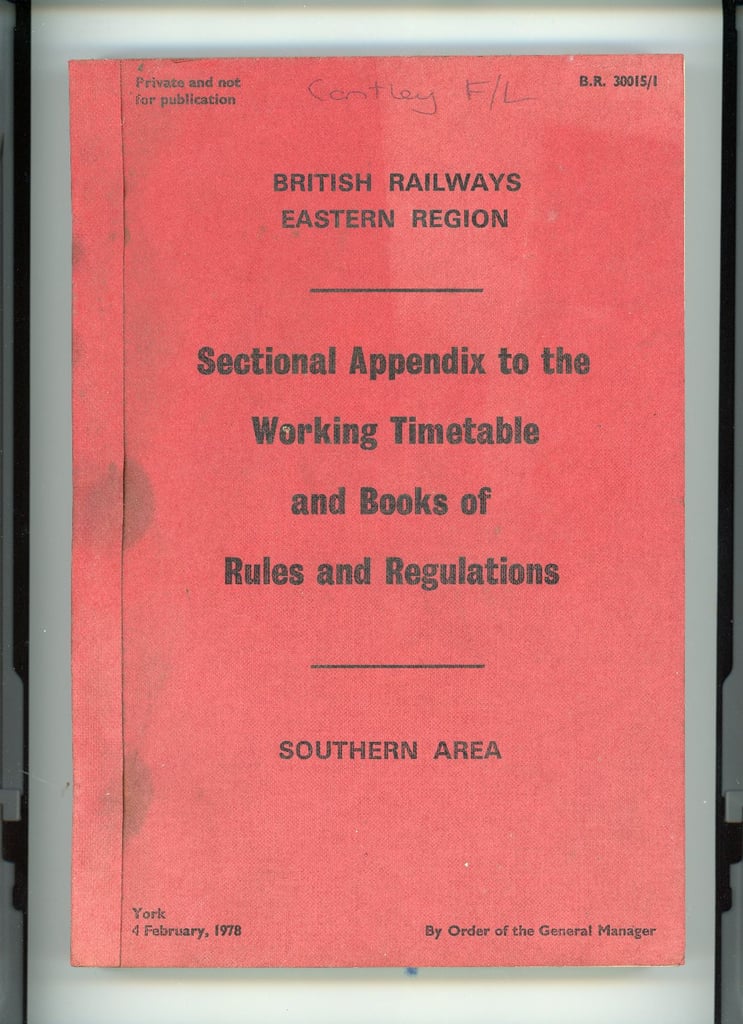 Private and not
for publication
B.R. 30015/1
F/L
BRITISH RAILWAYS
EASTERN REGION
Sectional Appendix to the
Working Timetable
and Books of
Rules and Regulations
SOUTHERN AREA
York
4 February, 1978
By Order of the General Manager